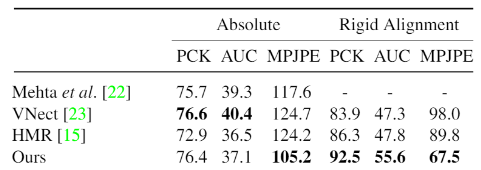 Absolute Rigid Alignment
PCK AUC MPJPE PCK AUC MPJPE
Mehta et al. [22] 75.7 39.3 117.6 - - -
VNect [23] 76.6 40.4 124.7 83.9 47.3 98.0
HMR [15] 72.9 36.5 124.2 86.3 47.8 89.8
Ours 76.4 37.1 105.2 92.5 55.6 67.5